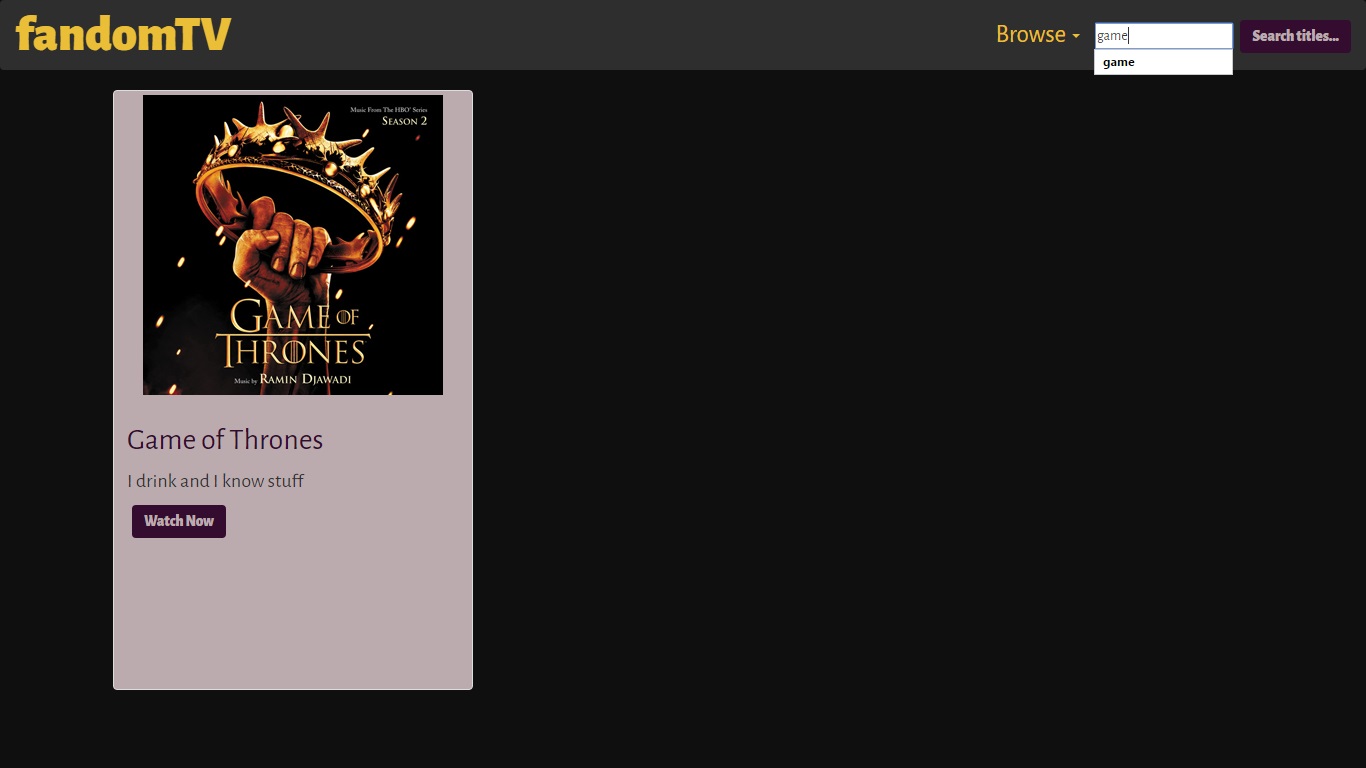 fandomTV
Browse
game
Search titles...
game
Music From The HBO® Series
SEASON 2
GAME OF
THRONES
Music by RAMIN DJAWADI
Game of Thrones
I drink and I know stuff
Watch Now